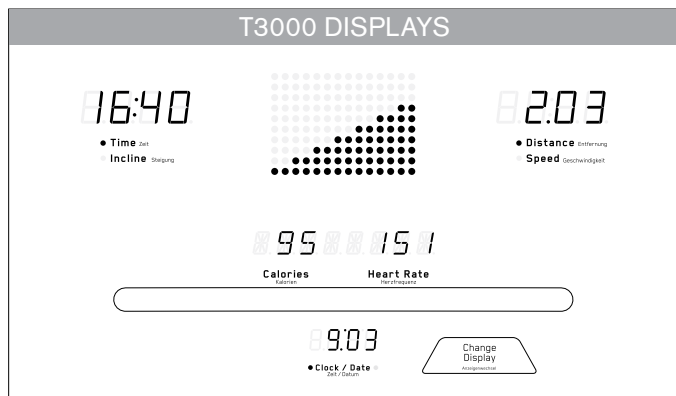 T3000 DISPLAYS
16:40
2.03
Time Zeit
Incline Steigung
Distance Entfernung
Speed Geschwindigkeit
95 151
Calories Heart Rate
Kalorien Herzfrequenz
9:03
Clock / Date
Zeit / Datum
Change
Display
Anzeigenwechsel